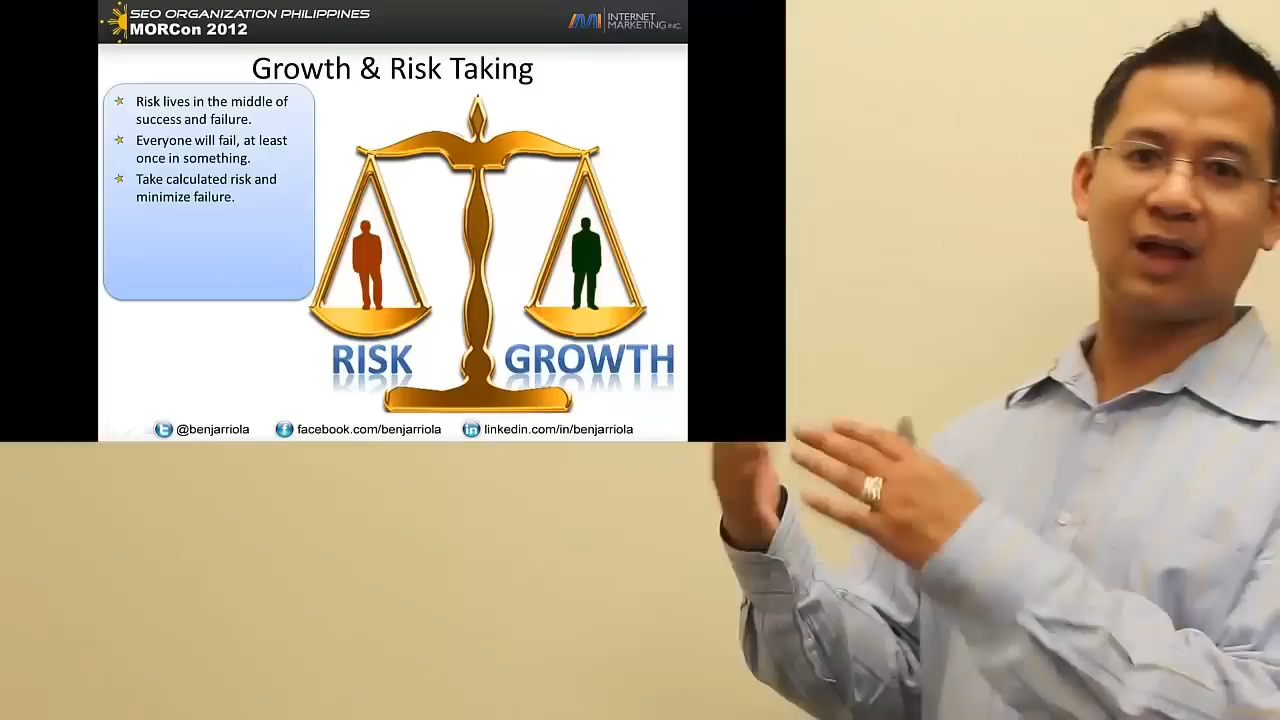 SEO ORGANIZATION PHILIPPINES
MORCon 2012
INTERNET
MARKETING INC.
Growth & Risk Taking
Risk lives in the middle of
success and failure.
Everyone will fail, at least
once in something.
Take calculated risk and
minimize failure.
RISK
GROWTH
@benjarriola
facebook.com/benjarriola
linkedin.com/in/benjarriola